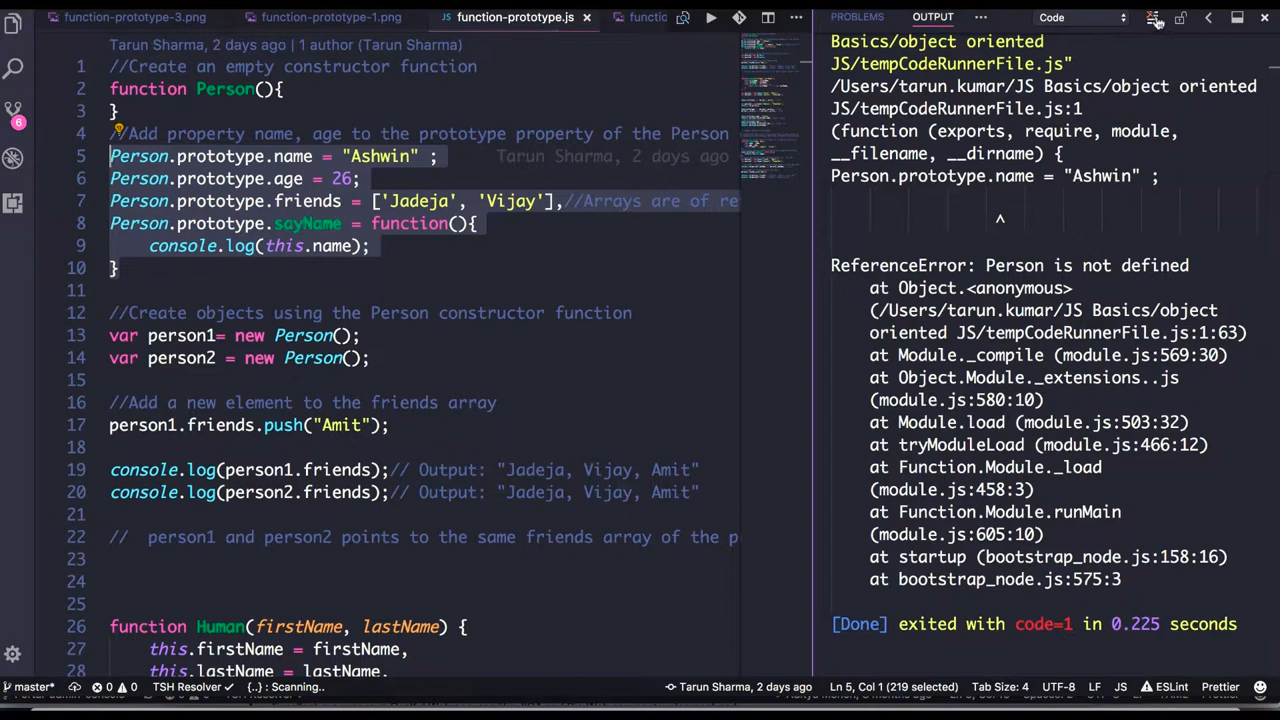 function-prototype-3.png
function-prototype-1.png
function-prototype.js
functic
PROBLEMS
OUTPUT
Code
Tarun Sharma, 2 days ago | 1 author (Tarun Sharma)
1 //Create an empty constructor function
2 function Person(){
3 }
4 //Add property name, age to the prototype property of the Person
5 Person.prototype.name = "Ashwin" ; Tarun Sharma, 2 days ago
6 Person.prototype.age = 26;
7 Person.prototype.friends = ['Jadeja', 'Vijay'],//Arrays are of re
8 Person.prototype.sayName = function(){
9 console.log(this.name);
10 }
11
12 //Create objects using the Person constructor function
13 var person1= new Person();
14 var person2 = new Person();
15
16 //Add a new element to the friends array
17 person1.friends.push("Amit");
18
19 console.log(person1.friends);// Output: "Jadeja, Vijay, Amit"
20 console.log(person2.friends);// Output: "Jadeja, Vijay, Amit"
21
22 // person1 and person2 points to the same friends array of the p
23
24
25
26 function Human(firstName, lastName) {
27 this.firstName = firstName,
28 this.lastName = lastName,
Basics/object oriented
JS/tempCodeRunnerFile.js"
/Users/tarun.kumar/JS Basics/object oriented
JS/tempCodeRunnerFile.js:1
(function (exports, require, module,
__filename, __dirname) {
Person.prototype.name = "Ashwin" ;
^
ReferenceError: Person is not defined
at Object.<anonymous>
(/Users/tarun.kumar/JS Basics/object
oriented JS/tempCodeRunnerFile.js:1:63)
at Module._compile (module.js:569:30)
at Object.Module._extensions..js
(module.js:580:10)
at Module.load (module.js:503:32)
at tryModuleLoad (module.js:466:12)
at Function.Module._load
(module.js:458:3)
at Function.Module.runMain
(module.js:605:10)
at startup (bootstrap_node.js:158:16)
at bootstrap_node.js:575:3
[Done] exited with code=1 in 0.225 seconds
6
master* 0 0 TSH Resolver {..}: Scanning.. Tarun Sharma, 2 days ago Ln 5, Col 1 (219 selected) Tab Size: 4 UTF-8 LF JS ESLint Prettier